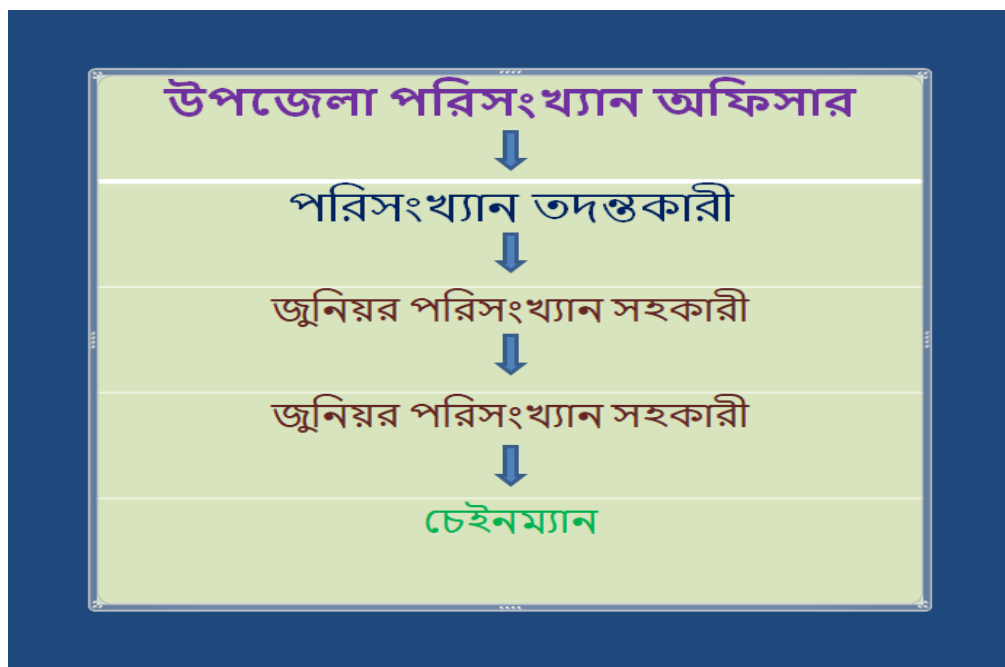 উপজেলা পরিসংখ্যান অফিসার
পরিসংখ্যান তদন্তকারী
জুনিয়র পরিসংখ্যান সহকারী
জুনিয়র পরিসংখ্যান সহকারী
চেইনম্যান